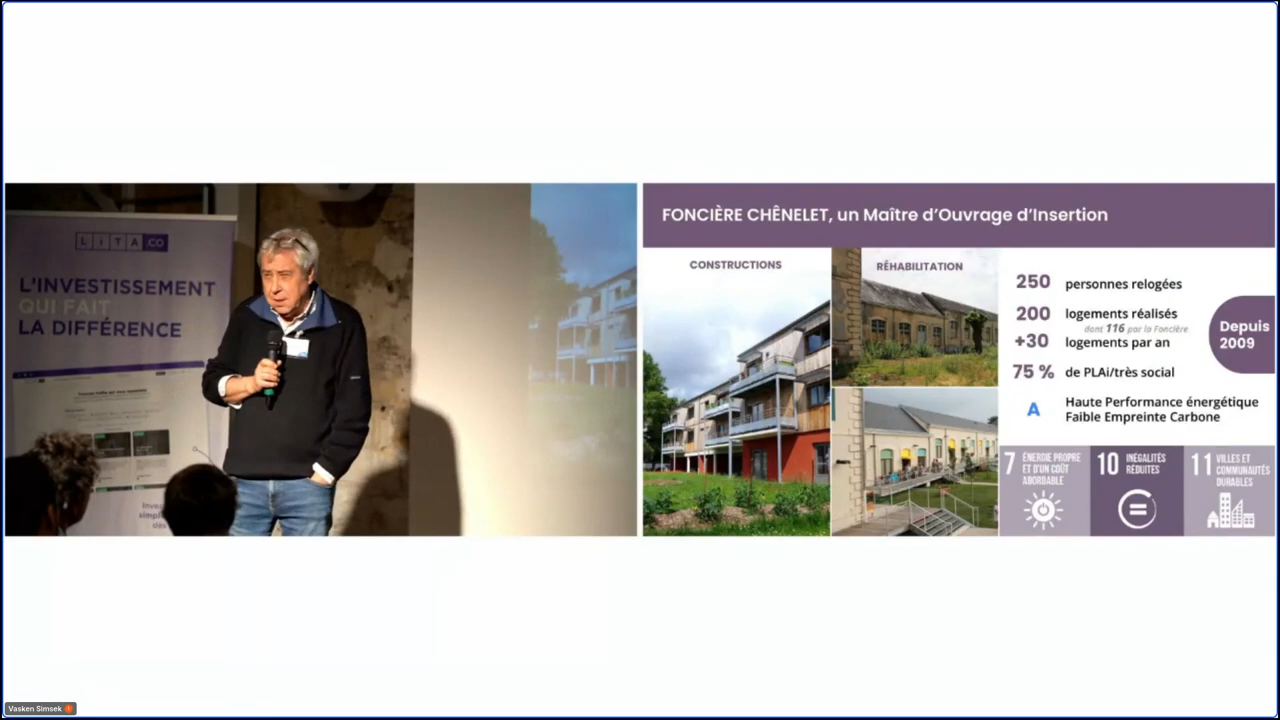 LITA.CO
L'INVESTISSEMENT
QUI FAIT
LA DIFFÉRENCE
FONCIÈRE CHÊNELET, un Maître d'Ouvrage d'Insertion
CONSTRUCTIONS
RÉHABILITATION
250 personnes relogées
200 logements réalisés
dont 116 par la Foncière
+30 logements par an
75 % de PLAi/très social
A Haute Performance énergétique
Faible Empreinte Carbone
Depuis
2009
7 ÉNERGIE PROPRE
ET D'UN COÛT
ABORDABLE
10 INÉGALITÉS
RÉDUITES
11 VILLES ET
COMMUNAUTÉS
DURABLES
Vasken Simsek